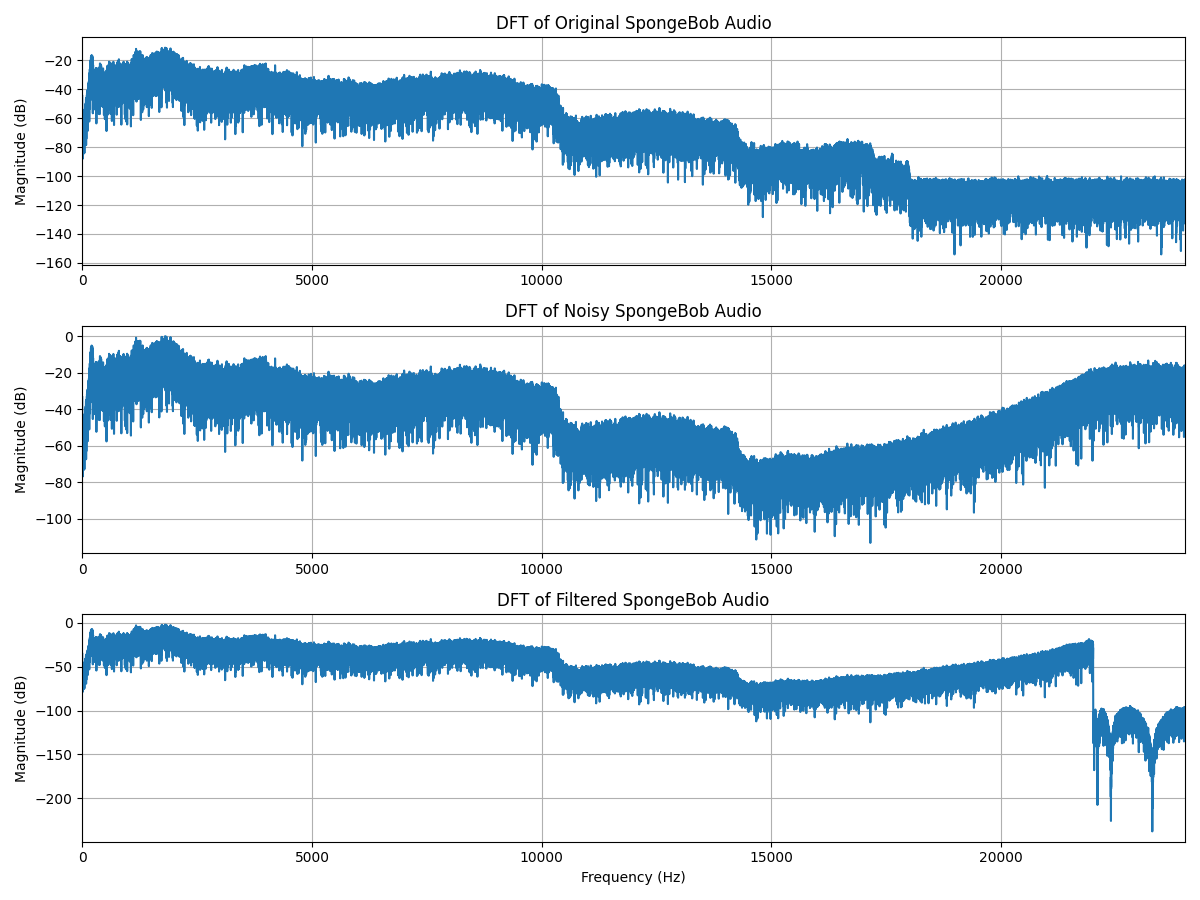 DFT of Original SpongeBob Audio
Magnitude (dB)
−20
−40
−60
−80
−100
−120
−140
−160
0 5000 10000 15000 20000
DFT of Noisy SpongeBob Audio
Magnitude (dB)
0
−20
−40
−60
−80
−100
0 5000 10000 15000 20000
DFT of Filtered SpongeBob Audio
Magnitude (dB)
0
−50
−100
−150
−200
0 5000 10000 15000 20000
Frequency (Hz)